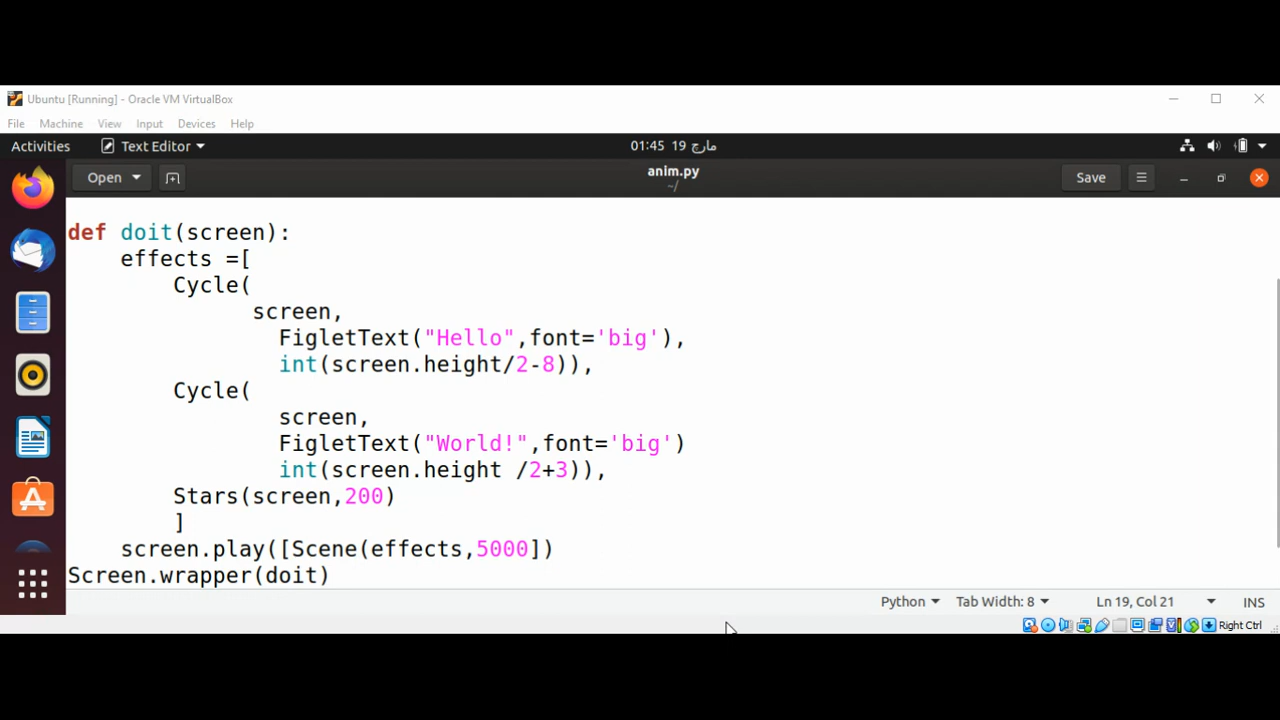 Ubuntu [Running] - Oracle VM VirtualBox
File Machine View Input Devices Help
Activities Text Editor 01:45 19 مارچ
Open anim.py Save
~/
def doit(screen):
    effects =[
        Cycle(
              screen,
                FigletText("Hello",font='big'),
                int(screen.height/2-8)),
        Cycle(
                screen,
                FigletText("World!",font='big')
                int(screen.height /2+3)),
        Stars(screen,200)
        ]
    screen.play([Scene(effects,5000])
Screen.wrapper(doit)
Python Tab Width: 8 Ln 19, Col 21 INS
Right Ctrl